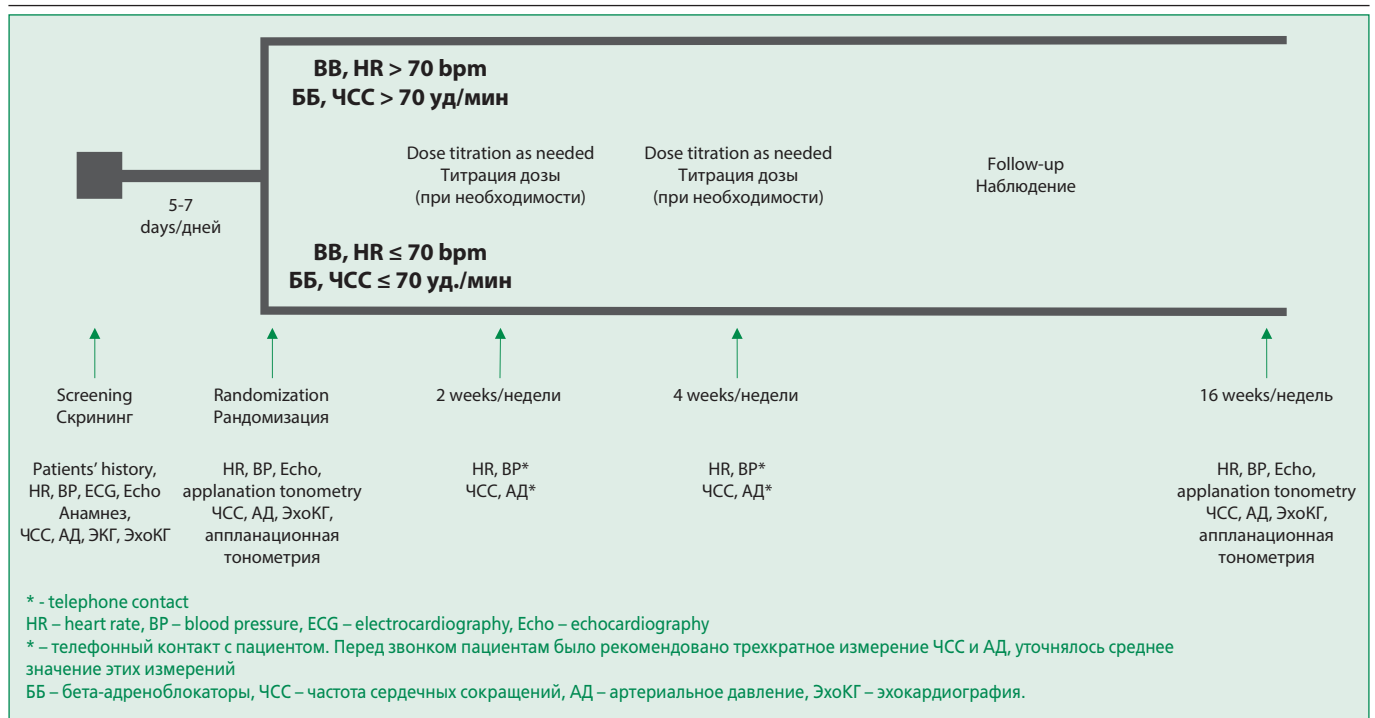 BB, HR > 70 bpm
ББ, ЧСС > 70 уд/мин
Dose titration as needed
Титрация дозы
(при необходимости)
Dose titration as needed
Титрация дозы
(при необходимости)
Follow-up
Наблюдение
5-7
days/дней
BB, HR ≤ 70 bpm
ББ, ЧСС ≤ 70 уд./мин
Screening
Скрининг
Randomization
Рандомизация
2 weeks/недели
4 weeks/недели
16 weeks/недель
Patients’ history,
HR, BP, ECG, Echo
Анамнез,
ЧСС, АД, ЭКГ, ЭхоКГ
HR, BP, Echo,
applanation tonometry
ЧСС, АД, ЭхоКГ,
аппланационная
тонометрия
HR, BP*
ЧСС, АД*
HR, BP*
ЧСС, АД*
HR, BP, Echo,
applanation tonometry
ЧСС, АД, ЭхоКГ,
аппланационная
тонометрия
* - telephone contact
HR – heart rate, BP – blood pressure, ECG – electrocardiography, Echo – echocardiography
* – телефонный контакт с пациентом. Перед звонком пациентам было рекомендовано трехкратное измерение ЧСС и АД, уточнялось среднее
значение этих измерений
ББ – бета-адреноблокаторы, ЧСС – частота сердечных сокращений, АД – артериальное давление, ЭхоКГ – эхокардиография.